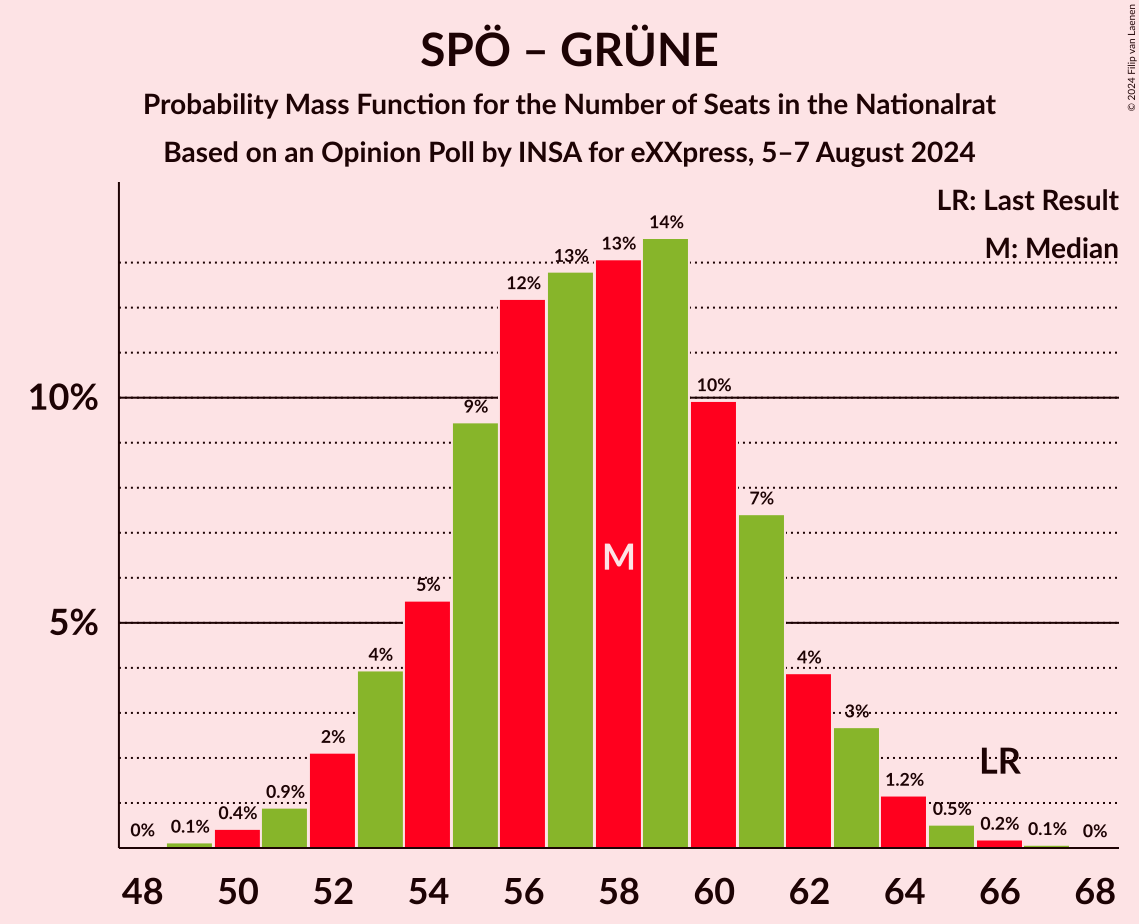 SPÖ – GRÜNE
Probability Mass Function for the Number of Seats in the Nationalrat
Based on an Opinion Poll by INSA for eXXpress, 5–7 August 2024
© 2024 Filip van Laenen
LR: Last Result
M: Median
10%
5%
0%
0.1%
0.4%
0.9%
2%
4%
5%
9%
12%
13%
13%
14%
10%
7%
4%
3%
1.2%
0.5%
0.2%
0.1%
0%
M
LR
48 50 52 54 56 58 60 62 64 66 68